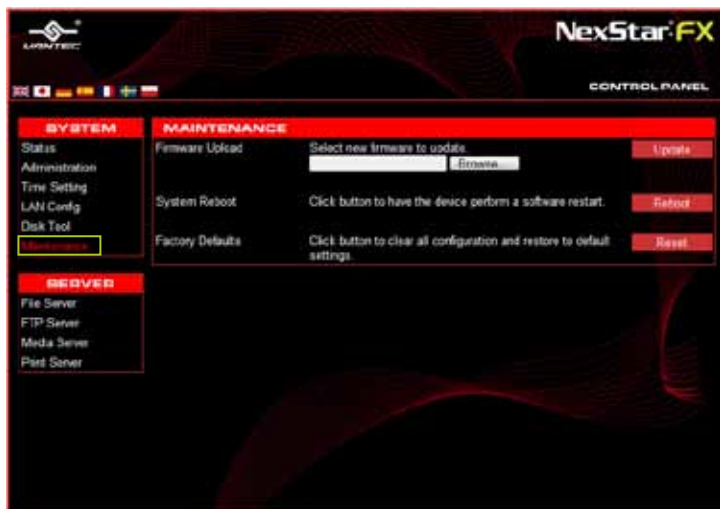 VANTEC
NexStar FX
CONTROL PANEL
SYSTEM
Status
Administration
Time Setting
LAN Config
Disk Tool
Maintenance
SERVER
File Server
FTP Server
Media Server
Print Server
MAINTENANCE
Firmware Upload
Select new firmware to update.
Browse...
Update
System Reboot
Click button to have the device perform a software restart.
Reboot
Factory Defaults
Click button to clear all configuration and restore to default
settings.
Reset